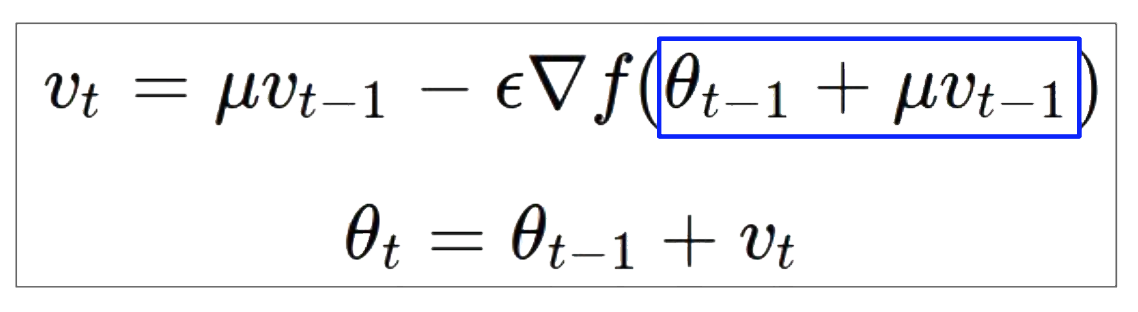 v_t = μv_{t−1} − ϵ∇f(θ_{t−1} + μv_{t−1})
θ_t = θ_{t−1} + v_t